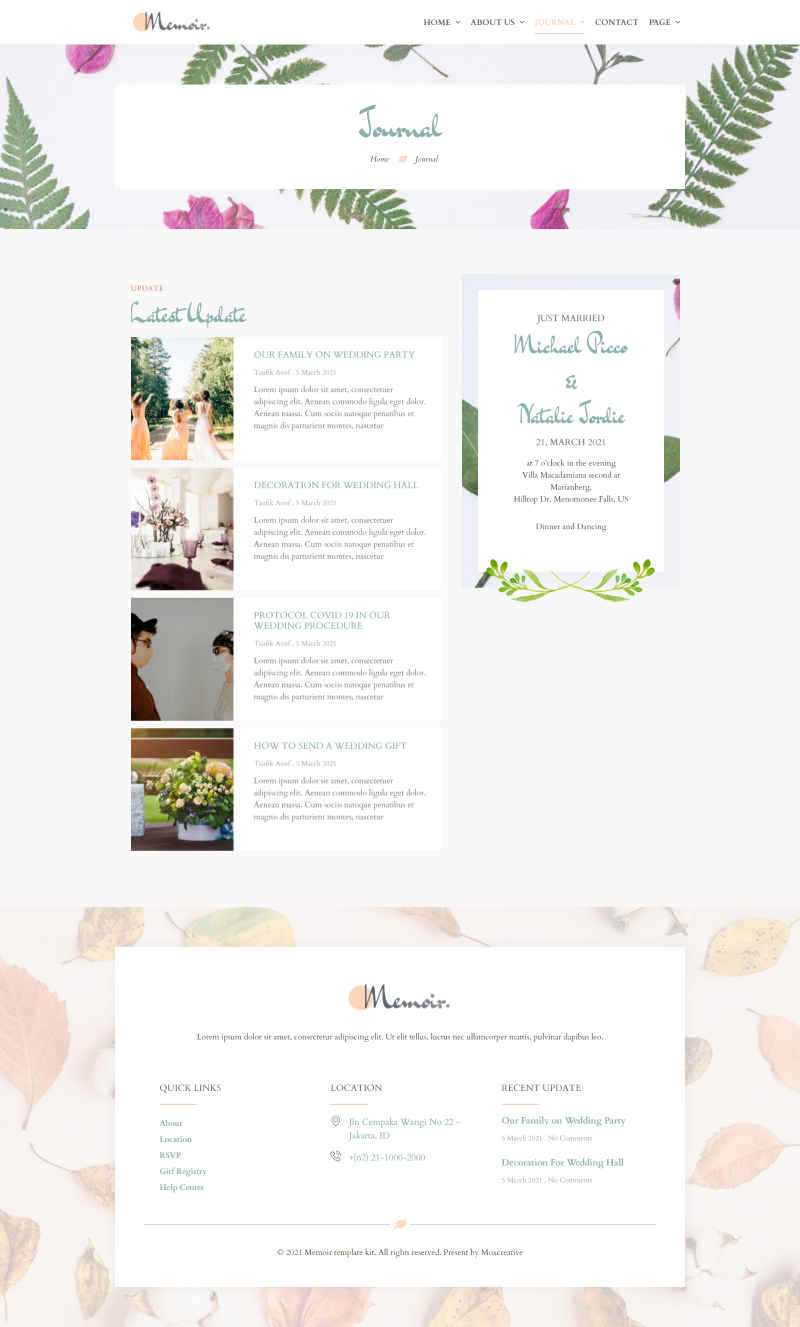 Memoir.
HOME ABOUT US JOURNAL CONTACT PAGE
Journal
Home Journal
UPDATE
Latest Update
OUR FAMILY ON WEDDING PARTY
Taufik Arief . 5 March 2021
Lorem ipsum dolor sit amet, consectetuer
adipiscing elit. Aenean commodo ligula eget dolor.
Aenean massa. Cum sociis natoque penatibus et
magnis dis parturient montes, nascetur
DECORATION FOR WEDDING HALL
Taufik Arief . 5 March 2021
Lorem ipsum dolor sit amet, consectetuer
adipiscing elit. Aenean commodo ligula eget dolor.
Aenean massa. Cum sociis natoque penatibus et
magnis dis parturient montes, nascetur
PROTOCOL COVID 19 IN OUR
WEDDING PROCEDURE
Taufik Arief . 5 March 2021
Lorem ipsum dolor sit amet, consectetuer
adipiscing elit. Aenean commodo ligula eget dolor.
Aenean massa. Cum sociis natoque penatibus et
magnis dis parturient montes, nascetur
HOW TO SEND A WEDDING GIFT
Taufik Arief . 5 March 2021
Lorem ipsum dolor sit amet, consectetuer
adipiscing elit. Aenean commodo ligula eget dolor.
Aenean massa. Cum sociis natoque penatibus et
magnis dis parturient montes, nascetur
JUST MARRIED
Michael Picco
&
Natalie Jordie
21, MARCH 2021
at 7 o'clock in the evening
Villa Macadamiana second at
Marianberg,
Hilltop Dr. Menomonee Falls, US
Dinner and Dancing
Memoir.
Lorem ipsum dolor sit amet, consectetur adipiscing elit. Ut elit tellus, luctus nec ullamcorper mattis, pulvinar dapibus leo.
QUICK LINKS
About
Location
RSVP
Gitf Registry
Help Center
LOCATION
Jln Cempaka Wangi No 22 -
Jakarta, ID
+(62) 21-1000-2000
RECENT UPDATE
Our Family on Wedding Party
5 March 2021 . No Comments
Decoration For Wedding Hall
5 March 2021 . No Comments
© 2021 Memoir template kit. All rights reserved. Present by Moxcreative